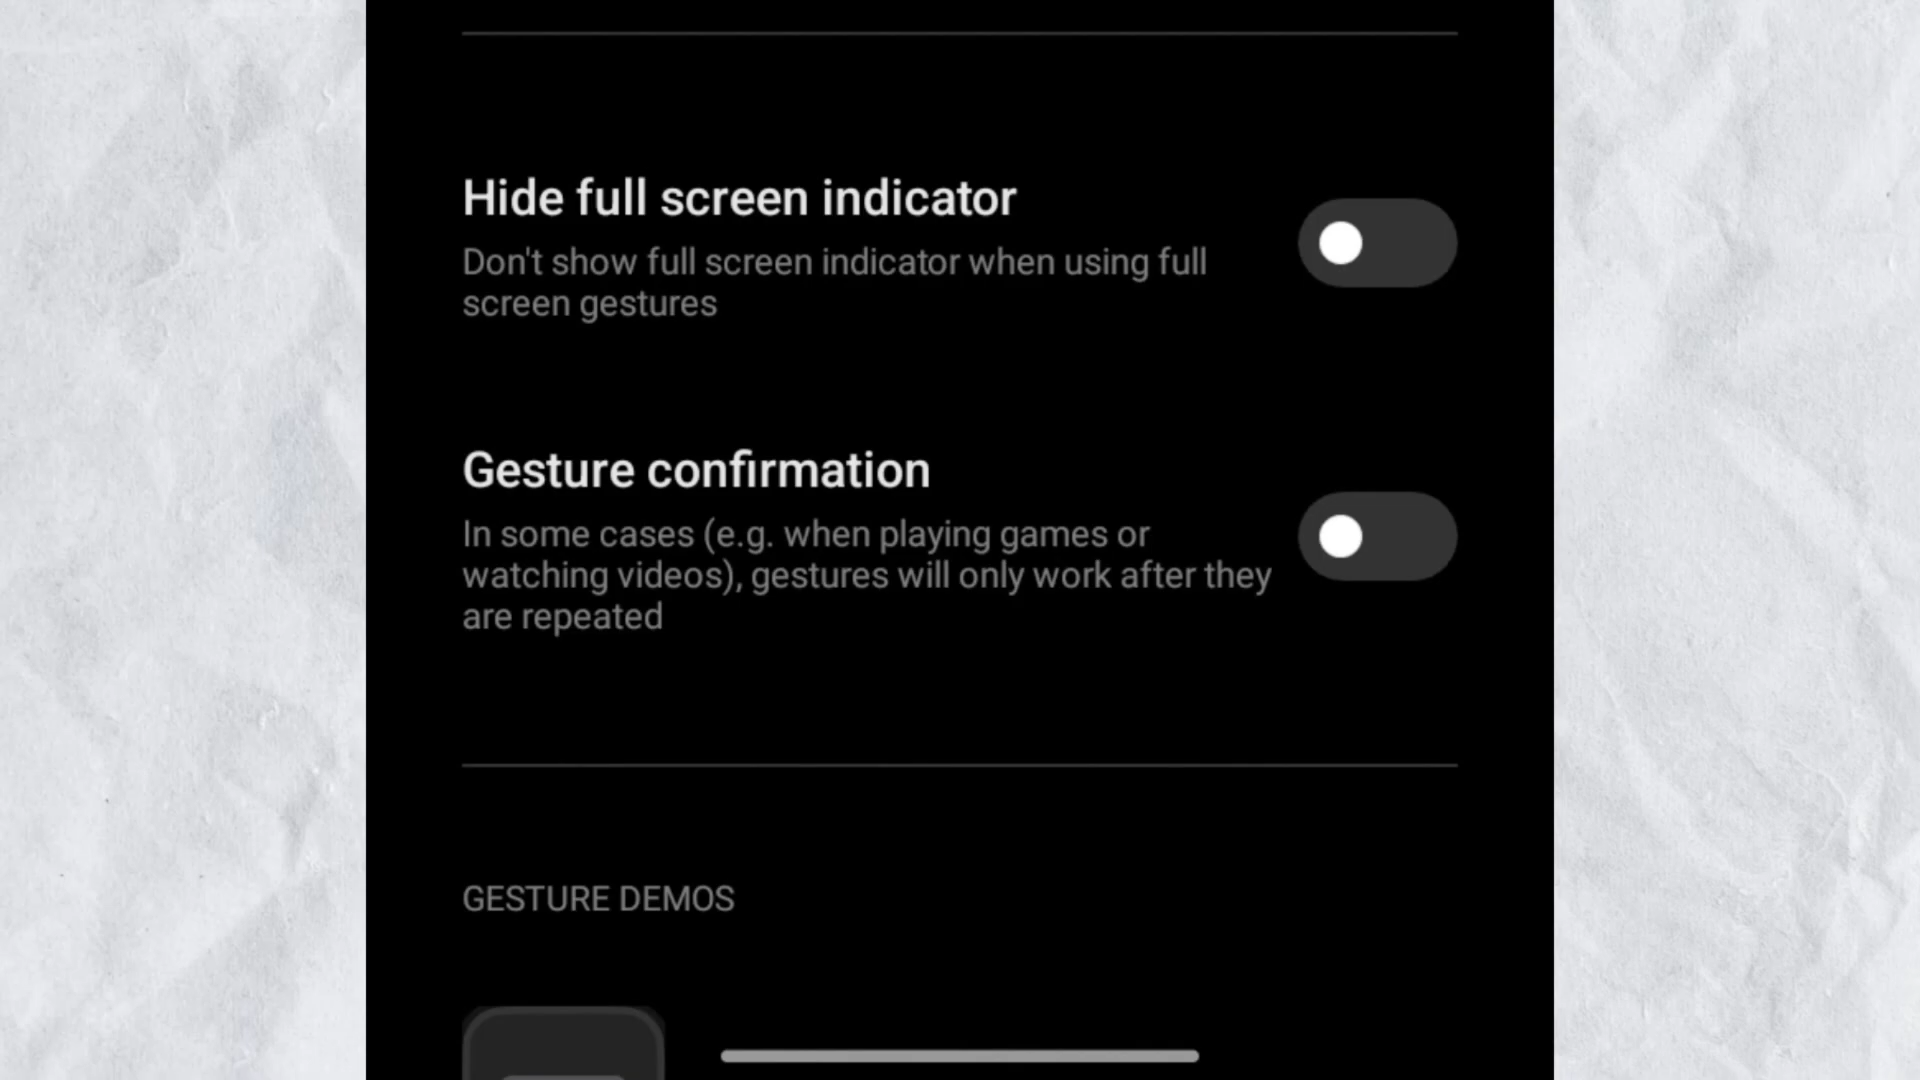 Hide full screen indicator
Don't show full screen indicator when using full
screen gestures
Gesture confirmation
In some cases (e.g. when playing games or
watching videos), gestures will only work after they
are repeated
GESTURE DEMOS